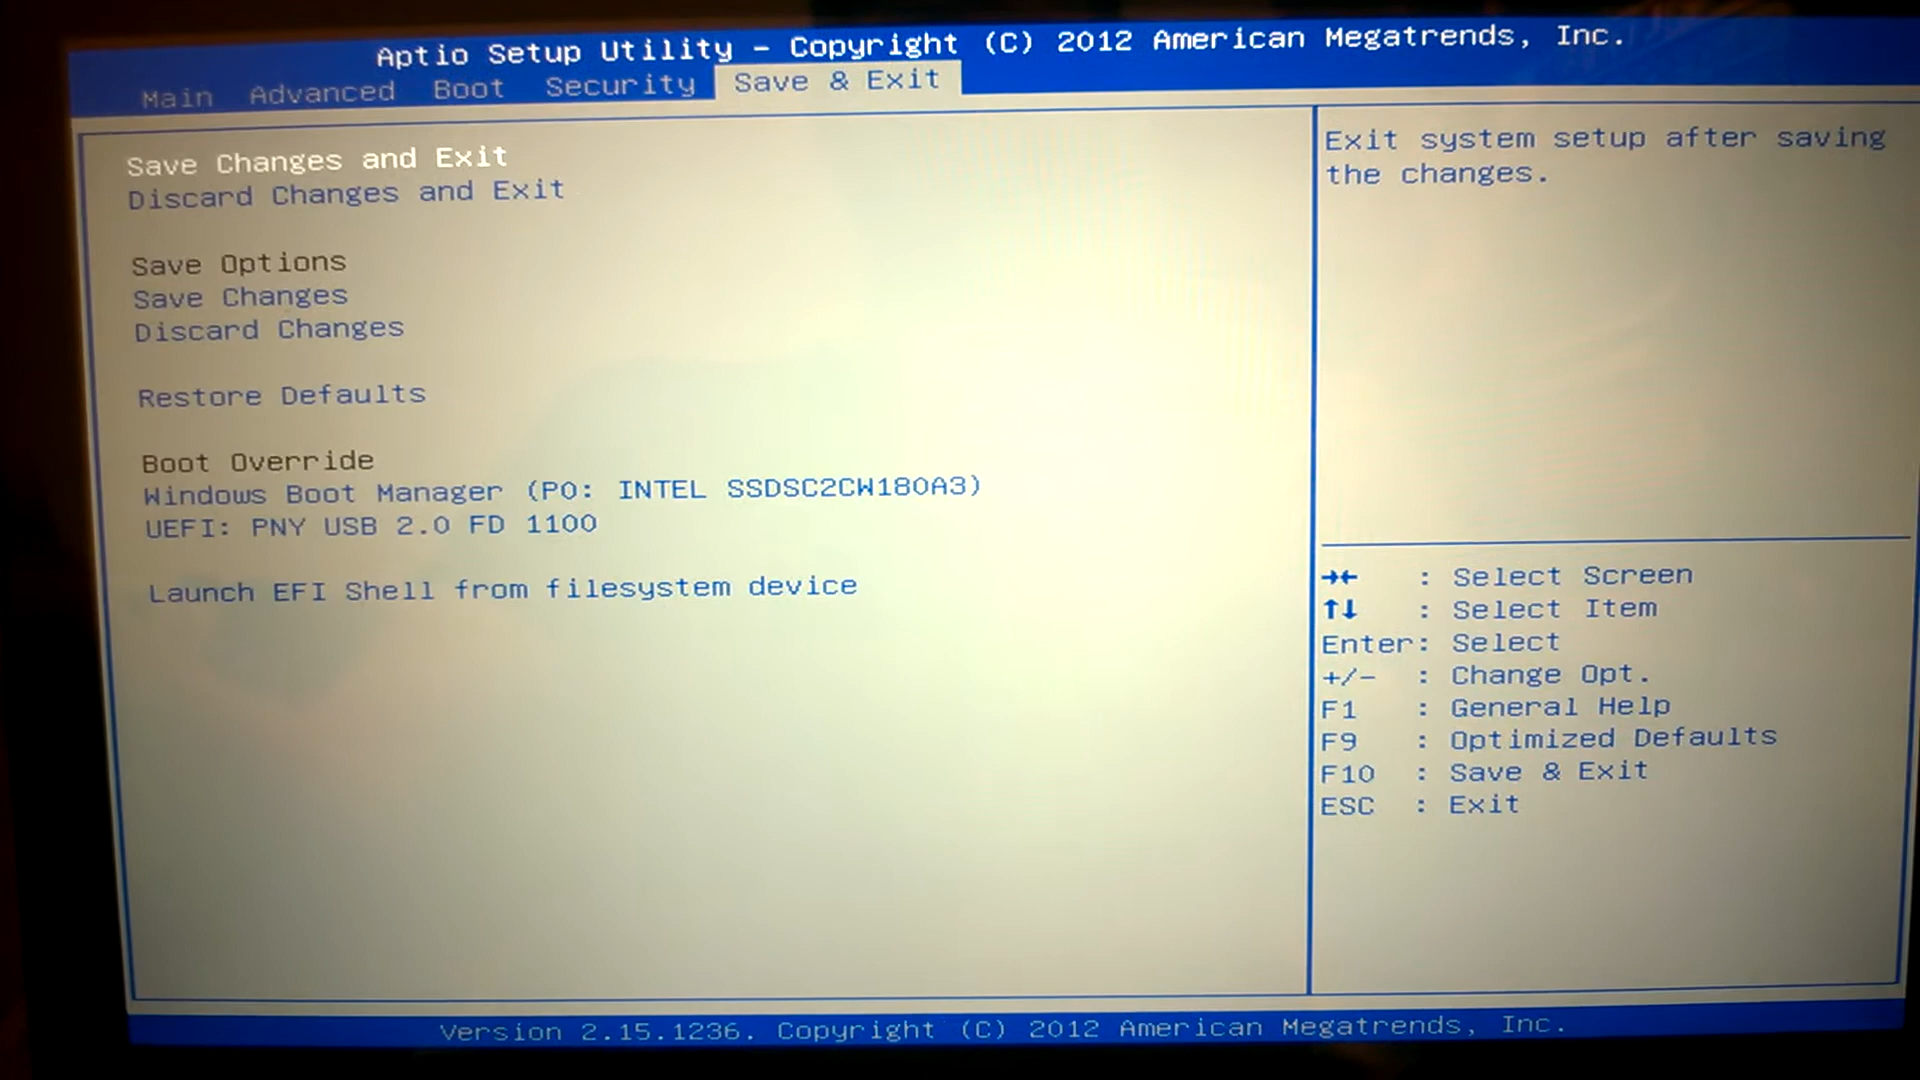 Aptio Setup Utility - Copyright (C) 2012 American Megatrends, Inc.
Main Advanced Boot Security Save & Exit
Save Changes and Exit
Discard Changes and Exit
Save Options
Save Changes
Discard Changes
Restore Defaults
Boot Override
Windows Boot Manager (P0: INTEL SSDSC2CW180A3)
UEFI: PNY USB 2.0 FD 1100
Launch EFI Shell from filesystem device
Exit system setup after saving
the changes.
→← : Select Screen
↑↓ : Select Item
Enter: Select
+/- : Change Opt.
F1 : General Help
F9 : Optimized Defaults
F10 : Save & Exit
ESC : Exit
Version 2.15.1236. Copyright (C) 2012 American Megatrends, Inc.